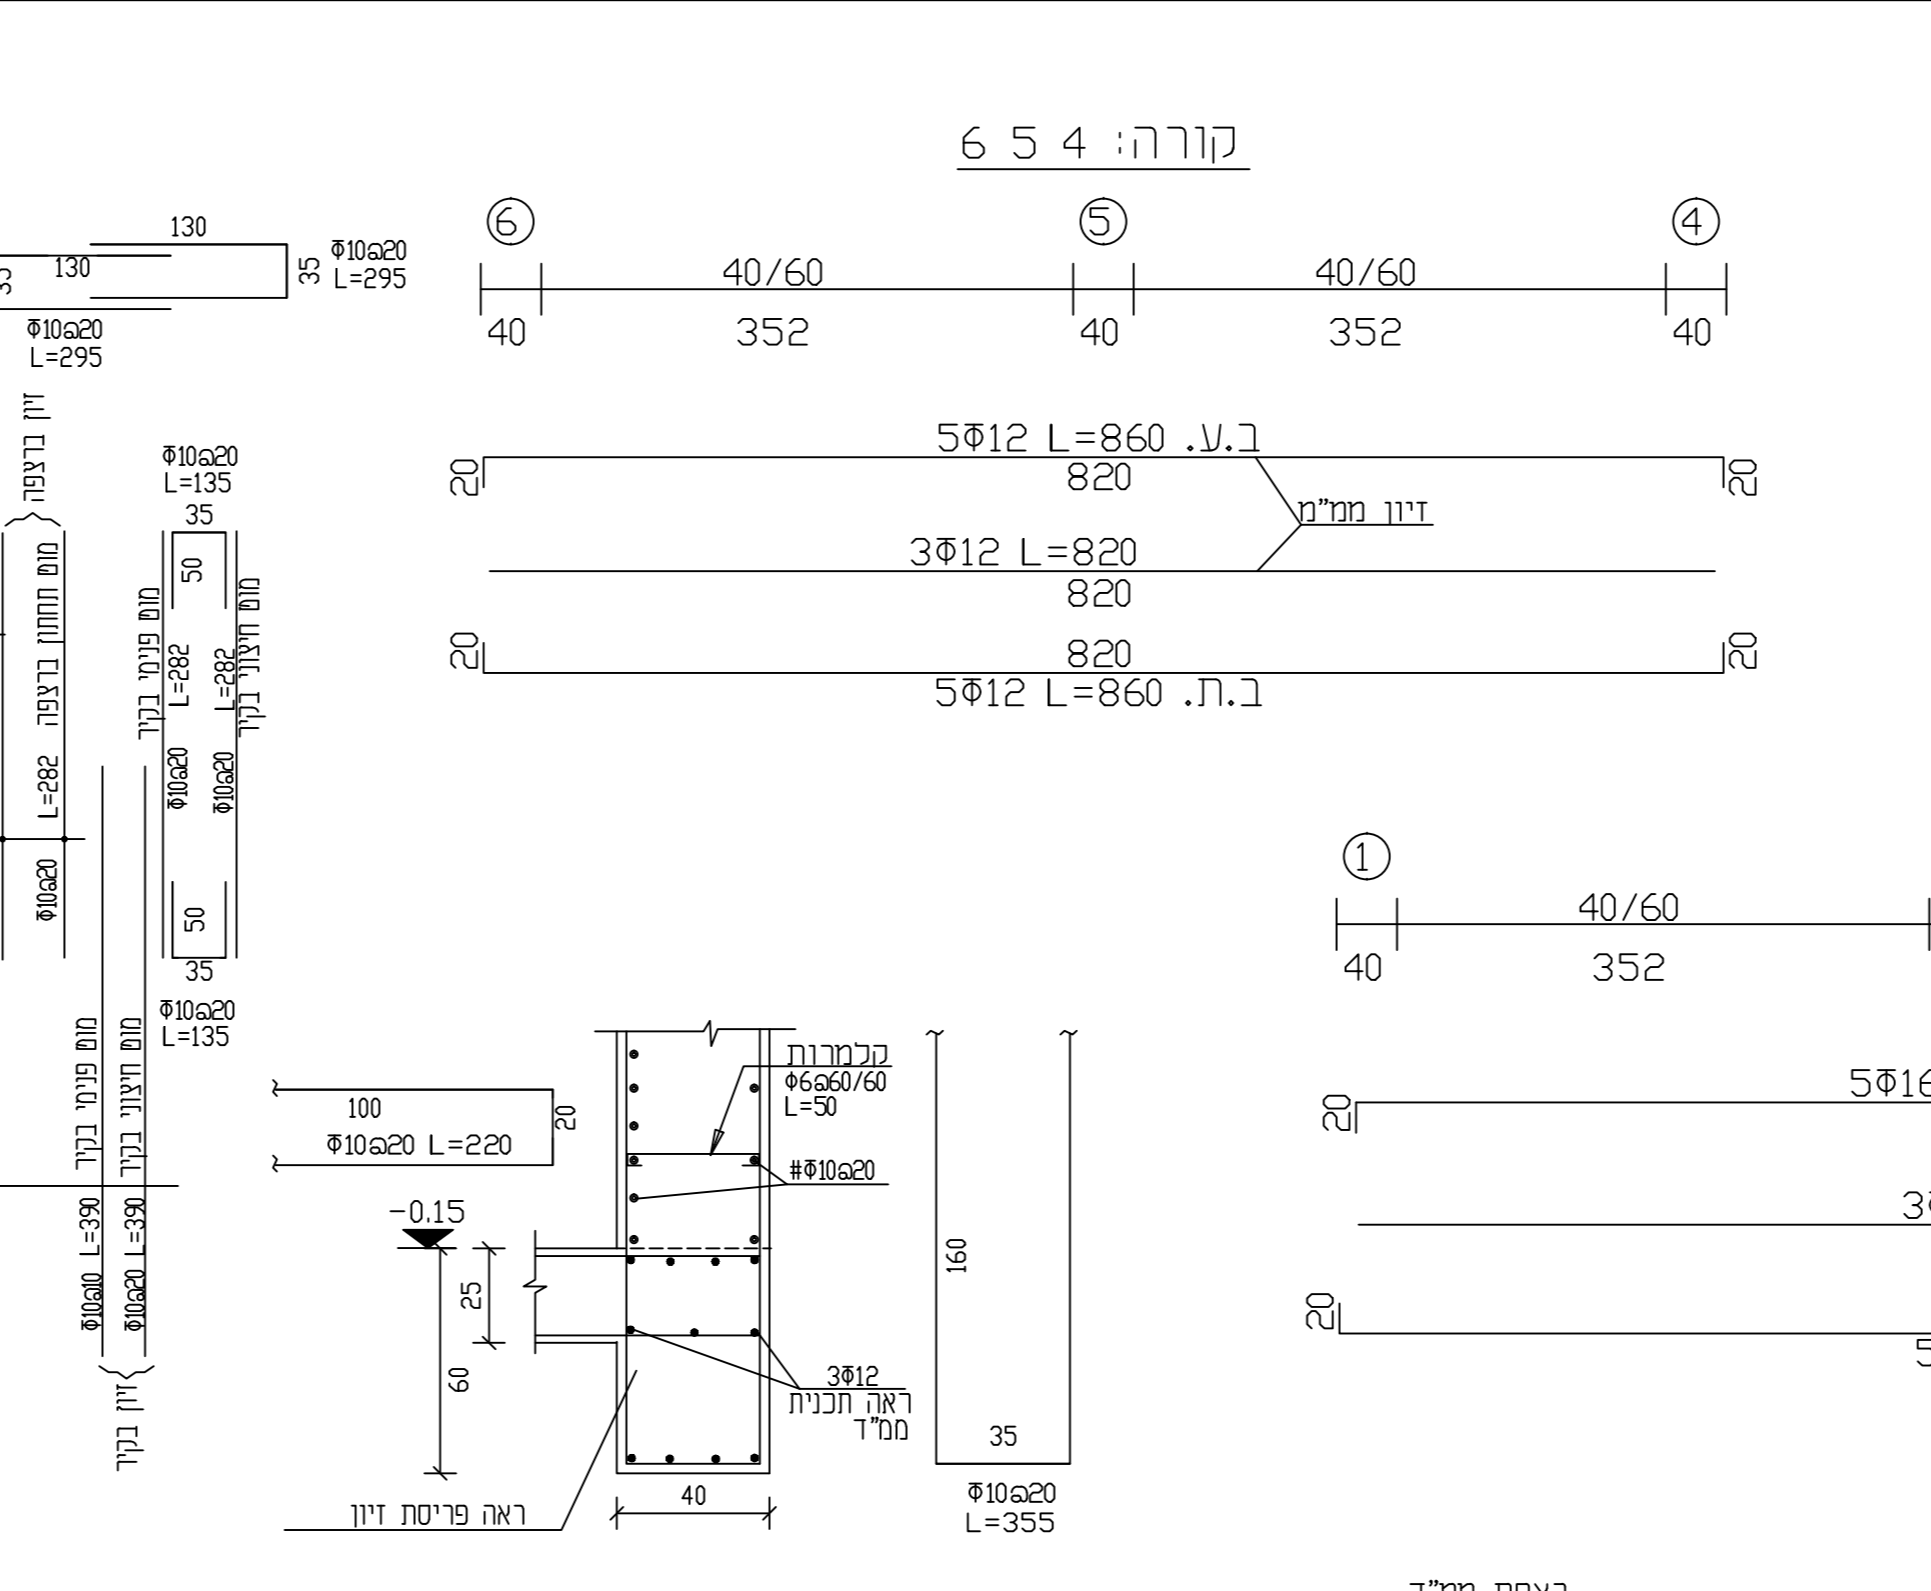 קורה: 4 5 6
6
5
4
40/60
40/60
40
352
40
352
40
130
130
35
35
Φ10@20
L=295
Φ10@20
L=295
5Φ12 L=860 ב.ע.
820
20
20
זיון ממ"מ
3Φ12 L=820
820
820
20
20
5Φ12 L=860 ב.ת.
זיון ברצפה
מוט תחתון ברצפה
L=282
Φ10@20
Φ10@20
L=135
35
50
מוט פנימי בקיר
L=282
Φ10@20
L=282
Φ10@20
מוט חיצוני בקיר
50
35
Φ10@20
L=135
מוט פנימי בקיר
Φ10@10 L=390
מוט חיצוני בקיר
Φ10@20 L=390
זיון בקיר
100
Φ10@20 L=220
20
-0.15
25
60
40
קלמרות
Φ6@60/60
L=50
#Φ10@20
3Φ12
ראה תכנית
ממ"ד
ראה פריסת זיון
160
35
Φ10@20
L=355
1
40/60
40
352
5Φ16
20
20